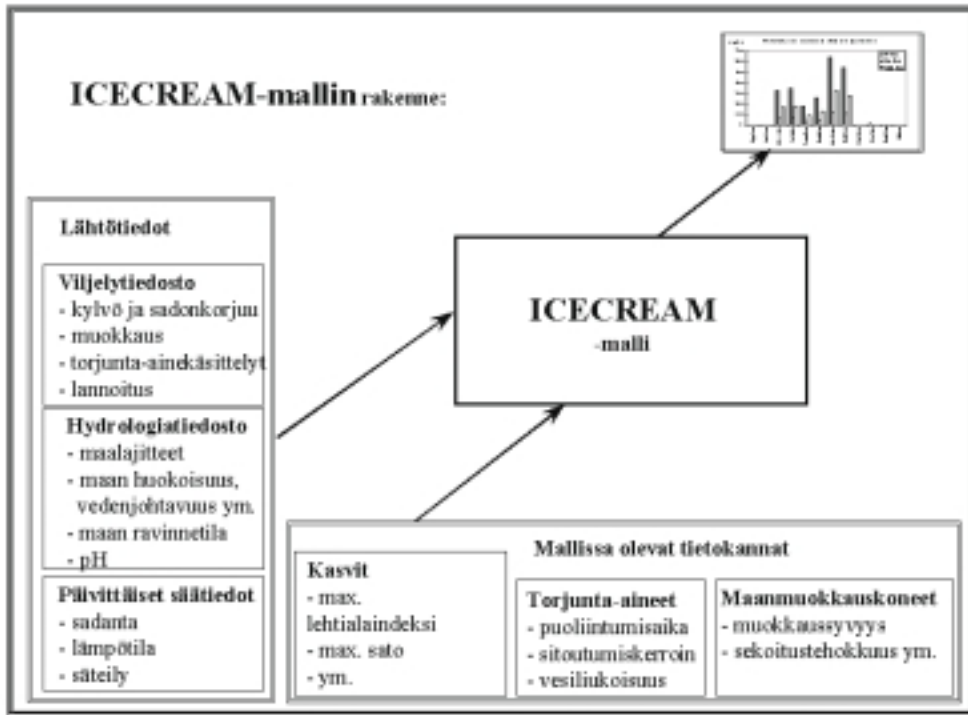 ICECREAM-mallin rakenne:
Lähtötiedot
Viljelytiedosto
- kylvö ja sadonkorjuu
- muokkaus
- torjunta-ainekäsittelyt
- lannoitus
Hydrologiatiedosto
- maalajitteet
- maan huokoisuus,
vedenjohtavuus ym.
- maan ravinnetila
- pH
Päivittäiset säätiedot
- sadanta
- lämpötila
- säteily
ICECREAM
-malli
Mallissa olevat tietokannat
Kasvit
- max.
lehtialaindeksi
- max. sato
- ym.
Torjunta-aineet
- puoliintumisaika
- sitoutumiskerroin
- vesiliukoisuus
Maanmuokkauskoneet
- muokkaussyvyys
- sekoitustehokkuus ym.